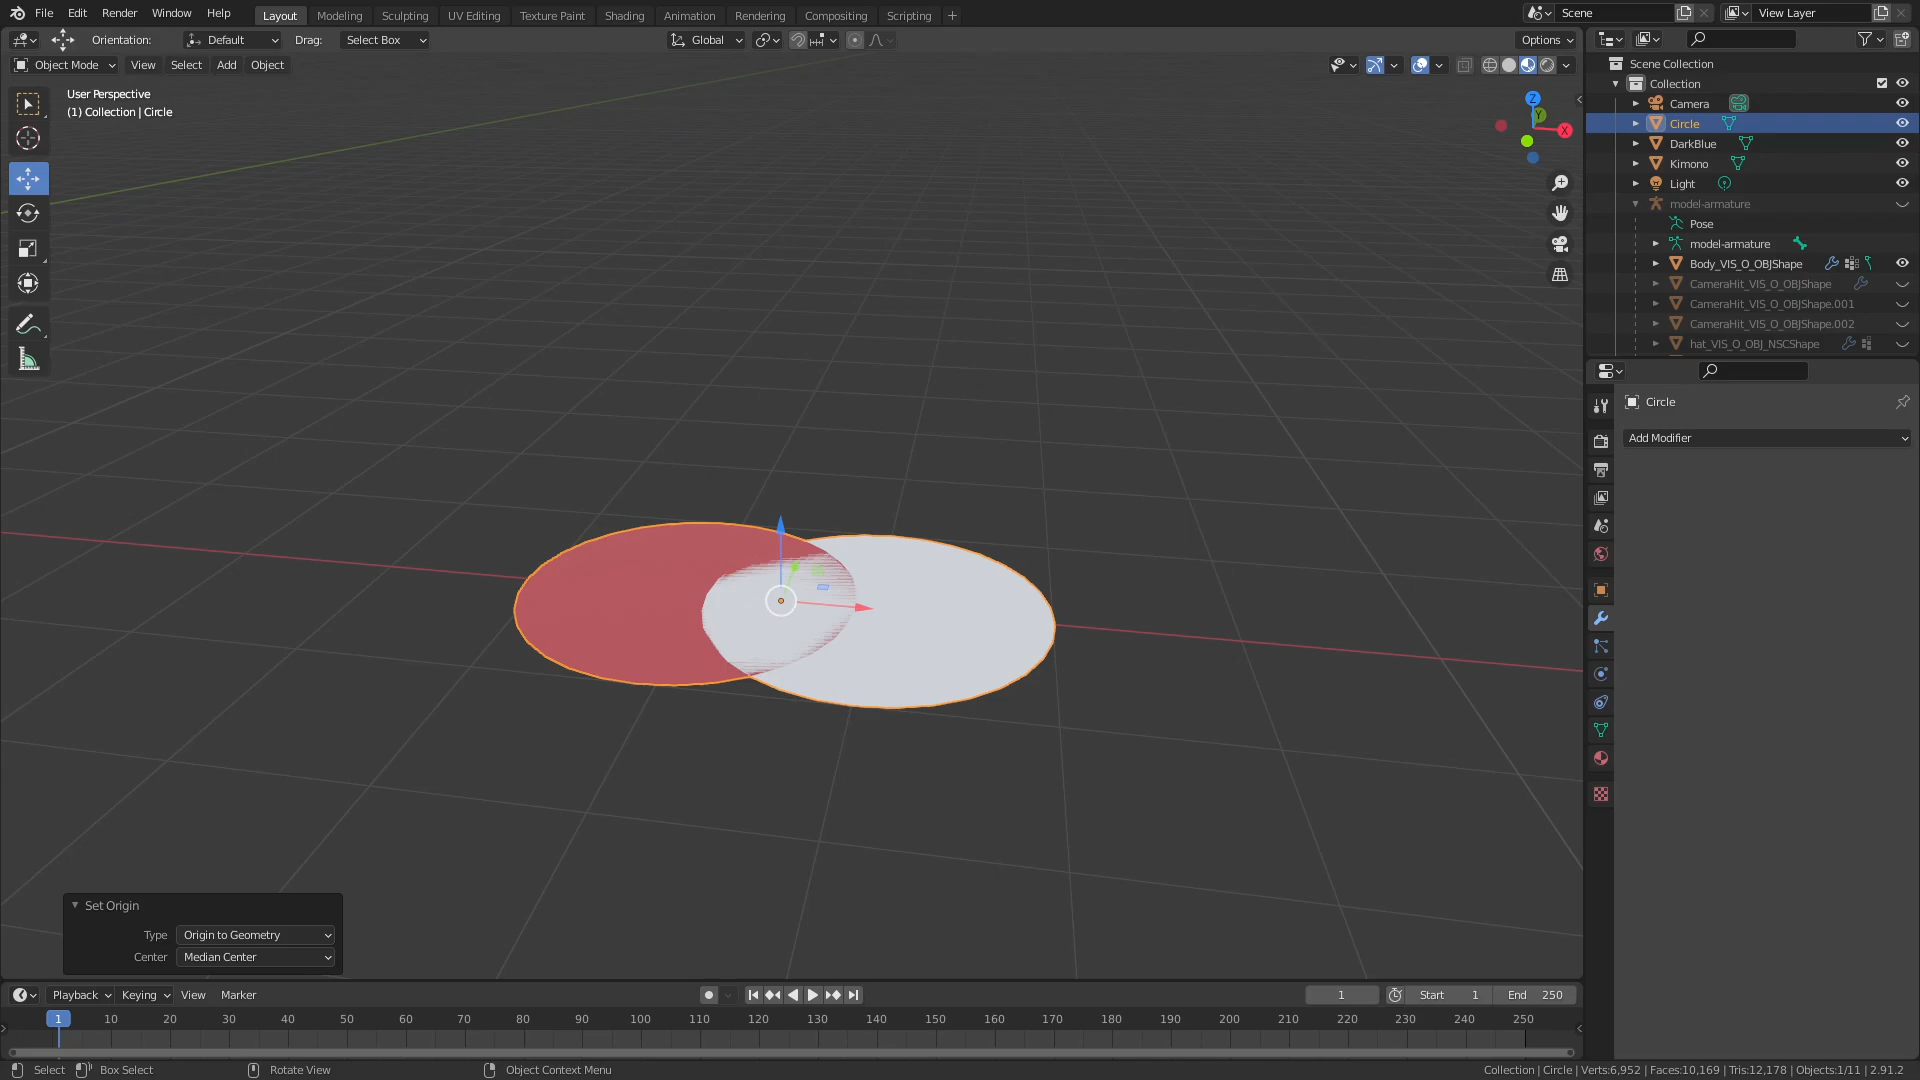 File Edit Render Window Help Layout Modeling Sculpting UV Editing Texture Paint Shading Animation Rendering Compositing Scripting + Scene View Layer
Orientation: Default Drag: Select Box Global Options
Object Mode View Select Add Object
User Perspective
(1) Collection | Circle
Z
Y
X
Scene Collection
Collection
Camera
Circle
DarkBlue
Kimono
Light
model-armature
Pose
model-armature
Body_VIS_O_OBJShape
CameraHit_VIS_O_OBJShape
CameraHit_VIS_O_OBJShape.001
CameraHit_VIS_O_OBJShape.002
hat_VIS_O_OBJ_NSCShape
Circle
Add Modifier
Set Origin
Type Origin to Geometry
Center Median Center
Playback Keying View Marker 1 Start 1 End 250
1 10 20 30 40 50 60 70 80 90 100 110 120 130 140 150 160 170 180 190 200 210 220 230 240 250
Select Box Select Rotate View Object Context Menu Collection | Circle | Verts:6,952 | Faces:10,169 | Tris:12,178 | Objects:1/11 | 2.91.2